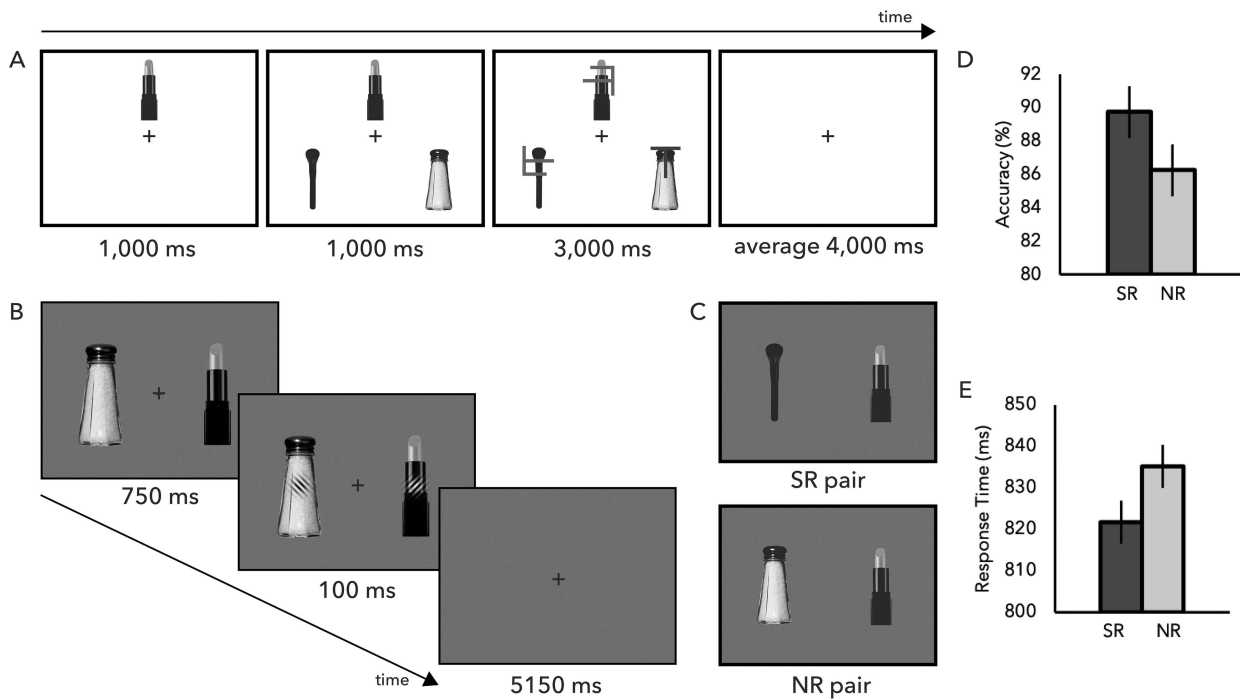 time
A
1,000 ms
1,000 ms
3,000 ms
average 4,000 ms
B
750 ms
100 ms
5150 ms
time
C
SR pair
NR pair
D
Accuracy (%)
92
90
88
86
84
82
80
SR NR
E
Response Time (ms)
850
840
830
820
810
800
SR NR